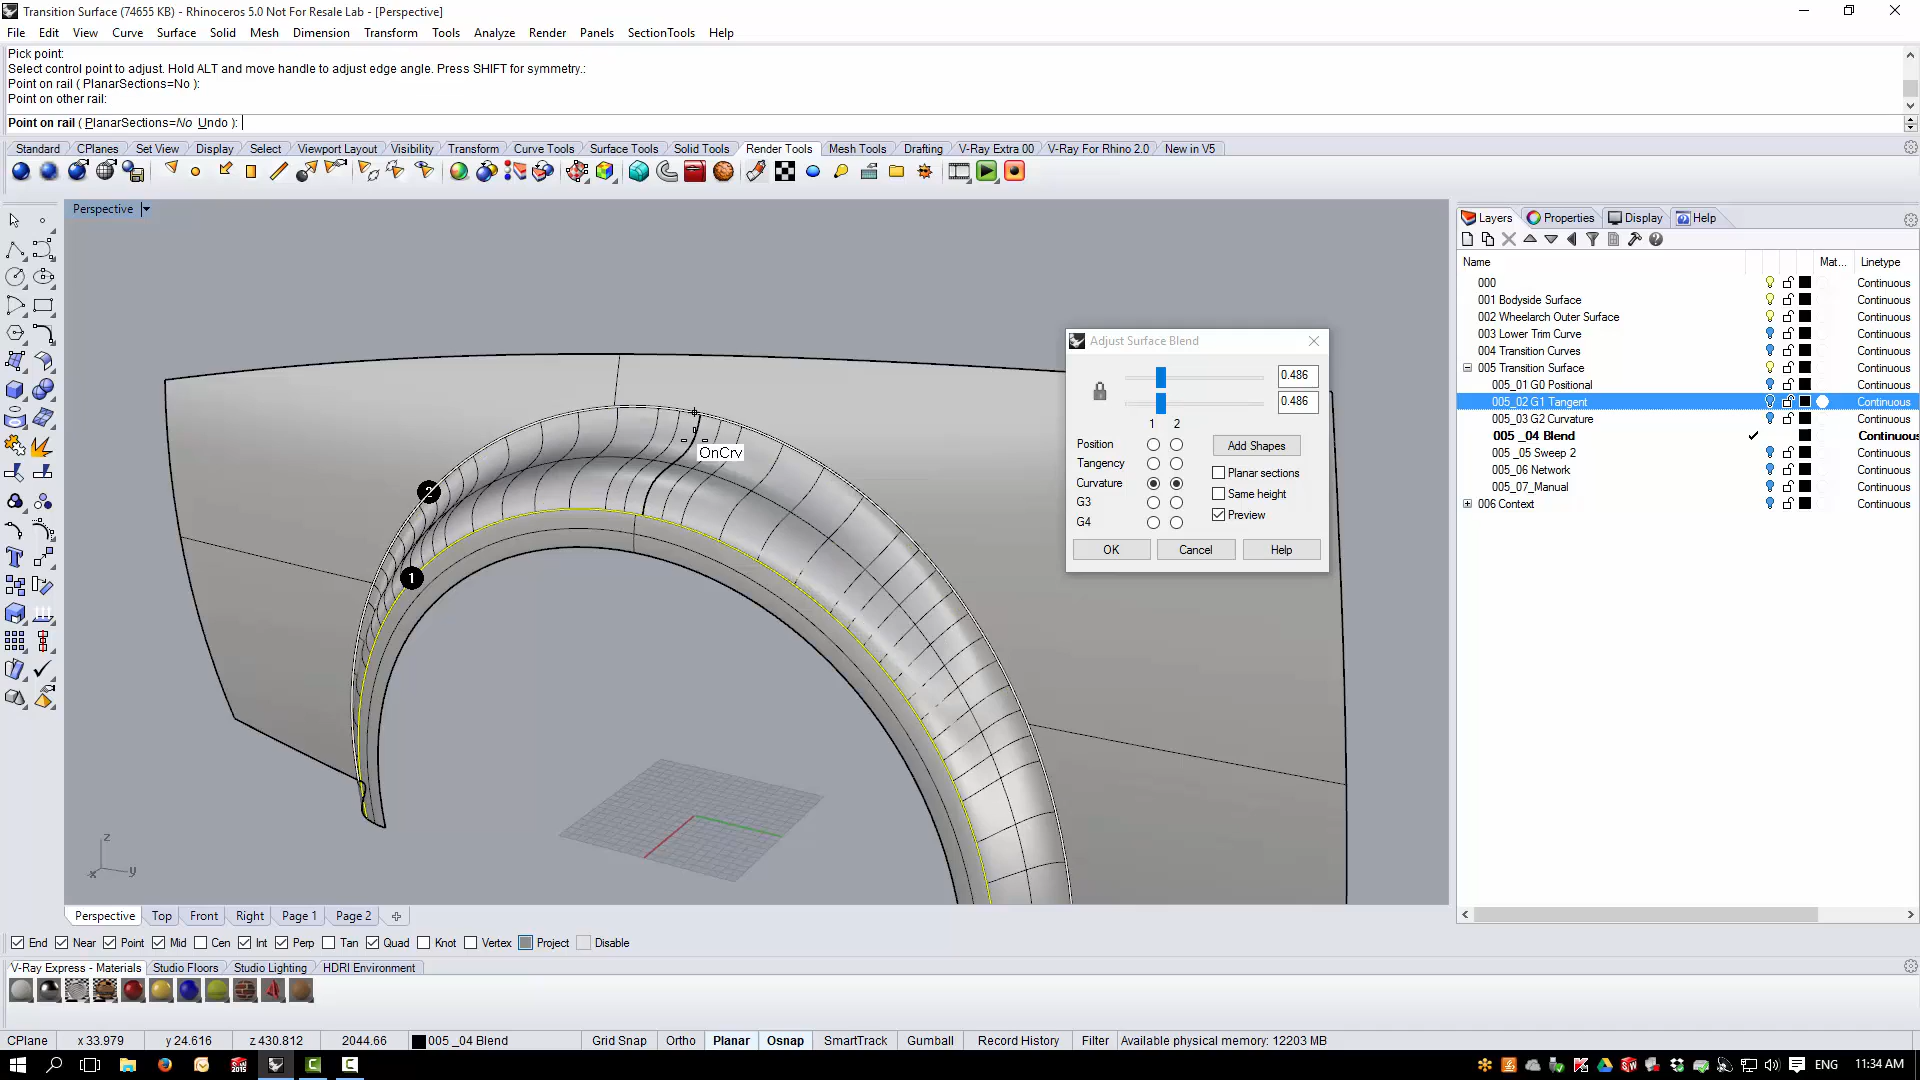 Transition Surface (74655 KB) - Rhinoceros 5.0 Not For Resale Lab - [Perspective]
File Edit View Curve Surface Solid Mesh Dimension Transform Tools Analyze Render Panels SectionTools Help
Pick point:
Select control point to adjust. Hold ALT and move handle to adjust edge angle. Press SHIFT for symmetry.:
Point on rail ( PlanarSections=No ):
Point on other rail:
Point on rail ( PlanarSections=No Undo ):
Standard CPlanes Set View Display Select Viewport Layout Visibility Transform Curve Tools Surface Tools Solid Tools Render Tools Mesh Tools Drafting V-Ray Extra 00 V-Ray For Rhino 2.0 New in V5
Perspective
Layers Properties Display Help
Name Mat... Linetype
000 Continuous
001 Bodyside Surface Continuous
002 Wheelarch Outer Surface Continuous
003 Lower Trim Curve Continuous
004 Transition Curves Continuous
005 Transition Surface Continuous
005_01 G0 Positional Continuous
005_02 G1 Tangent Continuous
005_03 G2 Curvature Continuous
005 _04 Blend Continuous
005 _05 Sweep 2 Continuous
005_06 Network Continuous
005_07_Manual Continuous
006 Context Continuous
Adjust Surface Blend
0.486
0.486
1 2
Position Add Shapes
Tangency Planar sections
Curvature Same height
G3 Preview
G4
OK Cancel Help
OnCrv
2
1
z
x y
Perspective Top Front Right Page 1 Page 2
End Near Point Mid Cen Int Perp Tan Quad Knot Vertex Project Disable
V-Ray Express - Materials Studio Floors Studio Lighting HDRI Environment
CPlane x 33.979 y 24.616 z 430.812 2044.66 005 _04 Blend Grid Snap Ortho Planar Osnap SmartTrack Gumball Record History Filter Available physical memory: 12203 MB
ENG 11:34 AM